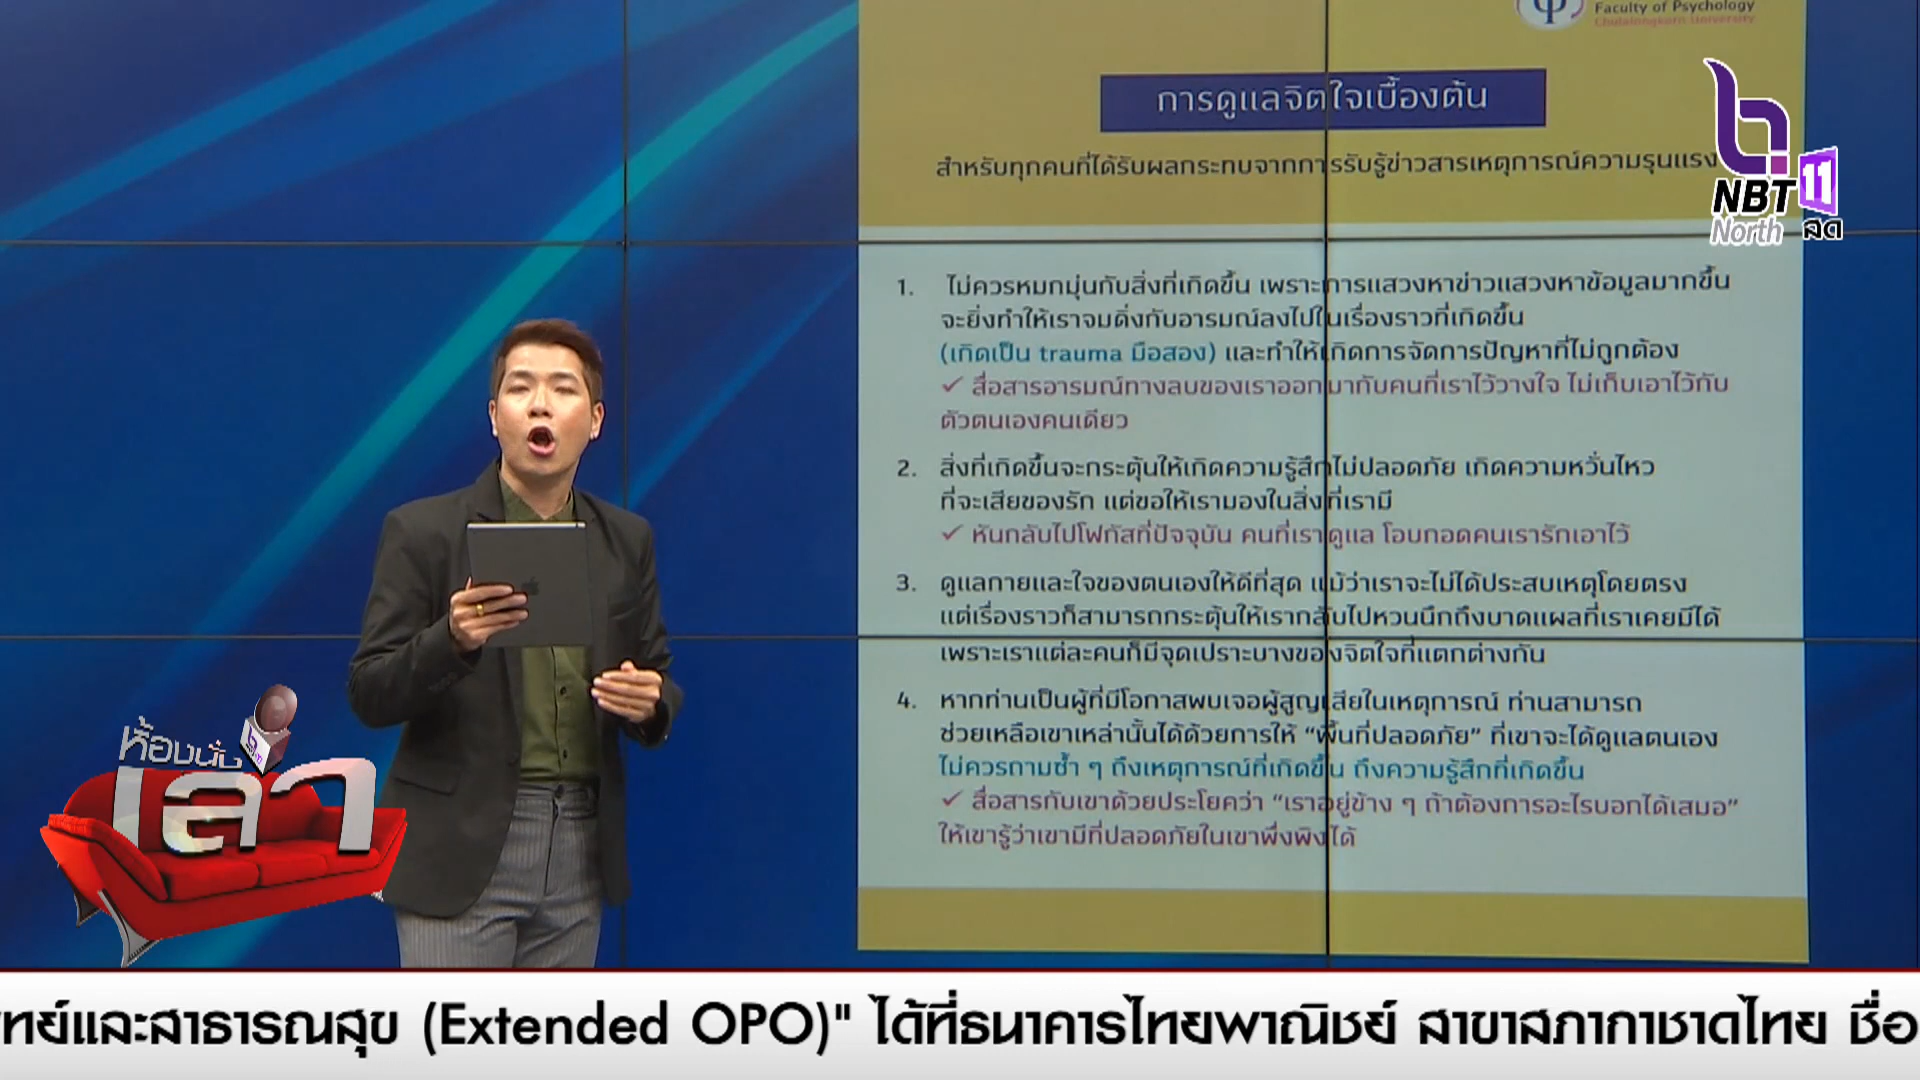 Faculty of Psychology
Chulalongkorn University
การดูแลจิตใจเบื้องต้น
สำหรับทุกคนที่ได้รับผลกระทบจากการรับรู้ข่าวสารเหตุการณ์ความรุนแรง
NBT 11
North สด
1. ไม่ควรหมกมุ่นกับสิ่งที่เกิดขึ้น เพราะการแสวงหาข่าวแสวงหาข้อมูลมากขึ้น
จะยิ่งทำให้เราจมดิ่งกับอารมณ์ลงไปในเรื่องราวที่เกิดขึ้น
(เกิดเป็น trauma มือสอง) และทำให้เกิดการจัดการปัญหาที่ไม่ถูกต้อง
✓ สื่อสารอารมณ์ทางลบของเราออกมากับคนที่เราไว้วางใจ ไม่เก็บเอาไว้กับ
ตัวตนเองคนเดียว
2. สิ่งที่เกิดขึ้นจะกระตุ้นให้เกิดความรู้สึกไม่ปลอดภัย เกิดความหวั่นไหว
ที่จะเสียของรัก แต่ขอให้เรามองในสิ่งที่เรามี
✓ หันกลับไปโฟกัสที่ปัจจุบัน คนที่เราดูแล โอบกอดคนเรารักเอาไว้
3. ดูแลกายและใจของตนเองให้ดีที่สุด แม้ว่าเราจะไม่ได้ประสบเหตุโดยตรง
แต่เรื่องราวก็สามารถกระตุ้นให้เรากลับไปหวนนึกถึงบาดแผลที่เราเคยมีได้
เพราะเราแต่ละคนก็มีจุดเปราะบางของจิตใจที่แตกต่างกัน
4. หากท่านเป็นผู้ที่มีโอกาสพบเจอผู้สูญเสียในเหตุการณ์ ท่านสามารถ
ช่วยเหลือเขาเหล่านั้นได้ด้วยการให้ “พื้นที่ปลอดภัย” ที่เขาจะได้ดูแลตนเอง
ไม่ควรถามซ้ำ ๆ ถึงเหตุการณ์ที่เกิดขึ้น ถึงความรู้สึกที่เกิดขึ้น
✓ สื่อสารกับเขาด้วยประโยคว่า “เราอยู่ข้าง ๆ ถ้าต้องการอะไรบอกได้เสมอ”
ให้เขารู้ว่าเขามีที่ปลอดภัยในเขาพึ่งพิงได้
ห้องนั่ง
เล่า
ทย์และสาธารณสุข (Extended OPO)" ได้ที่ธนาคารไทยพาณิชย์ สาขาสภากาชาดไทย ชื่อ